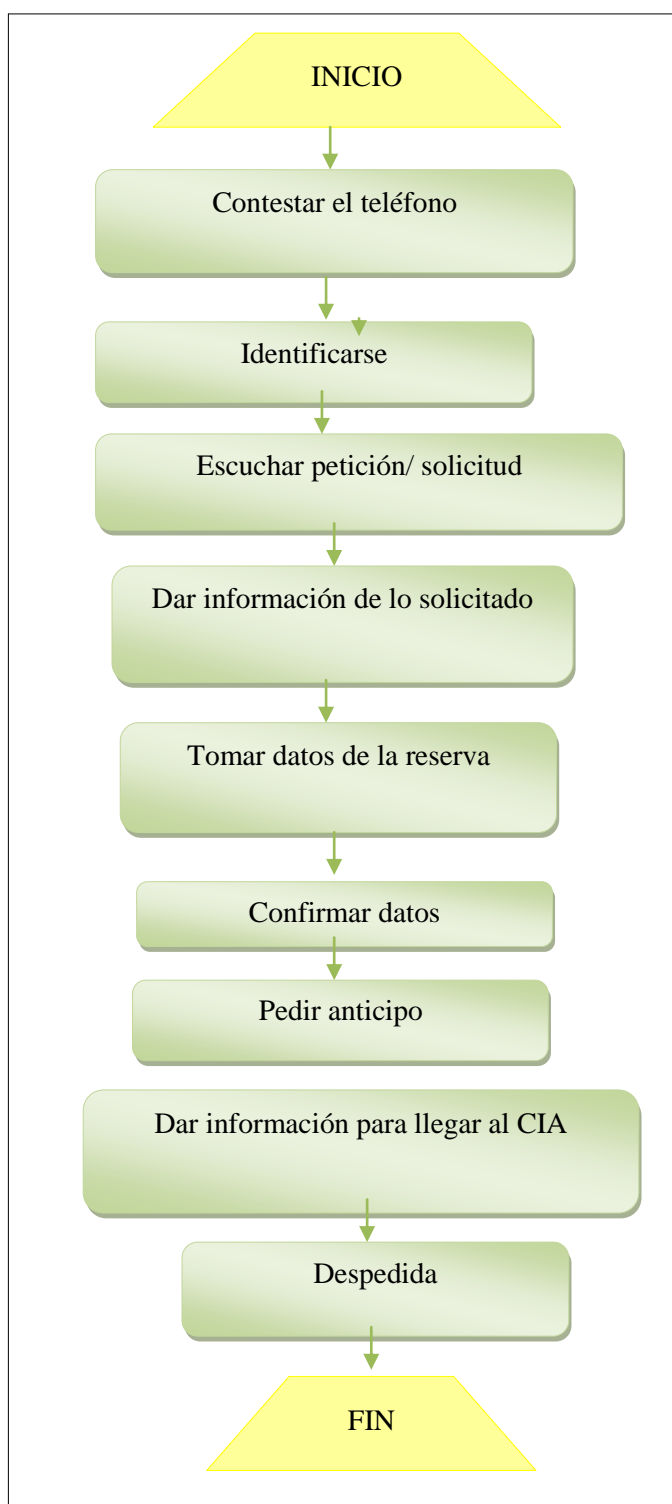 INICIO
Contestar el teléfono
Identificarse
Escuchar petición/ solicitud
Dar información de lo solicitado
Tomar datos de la reserva
Confirmar datos
Pedir anticipo
Dar información para llegar al CIA
Despedida
FIN